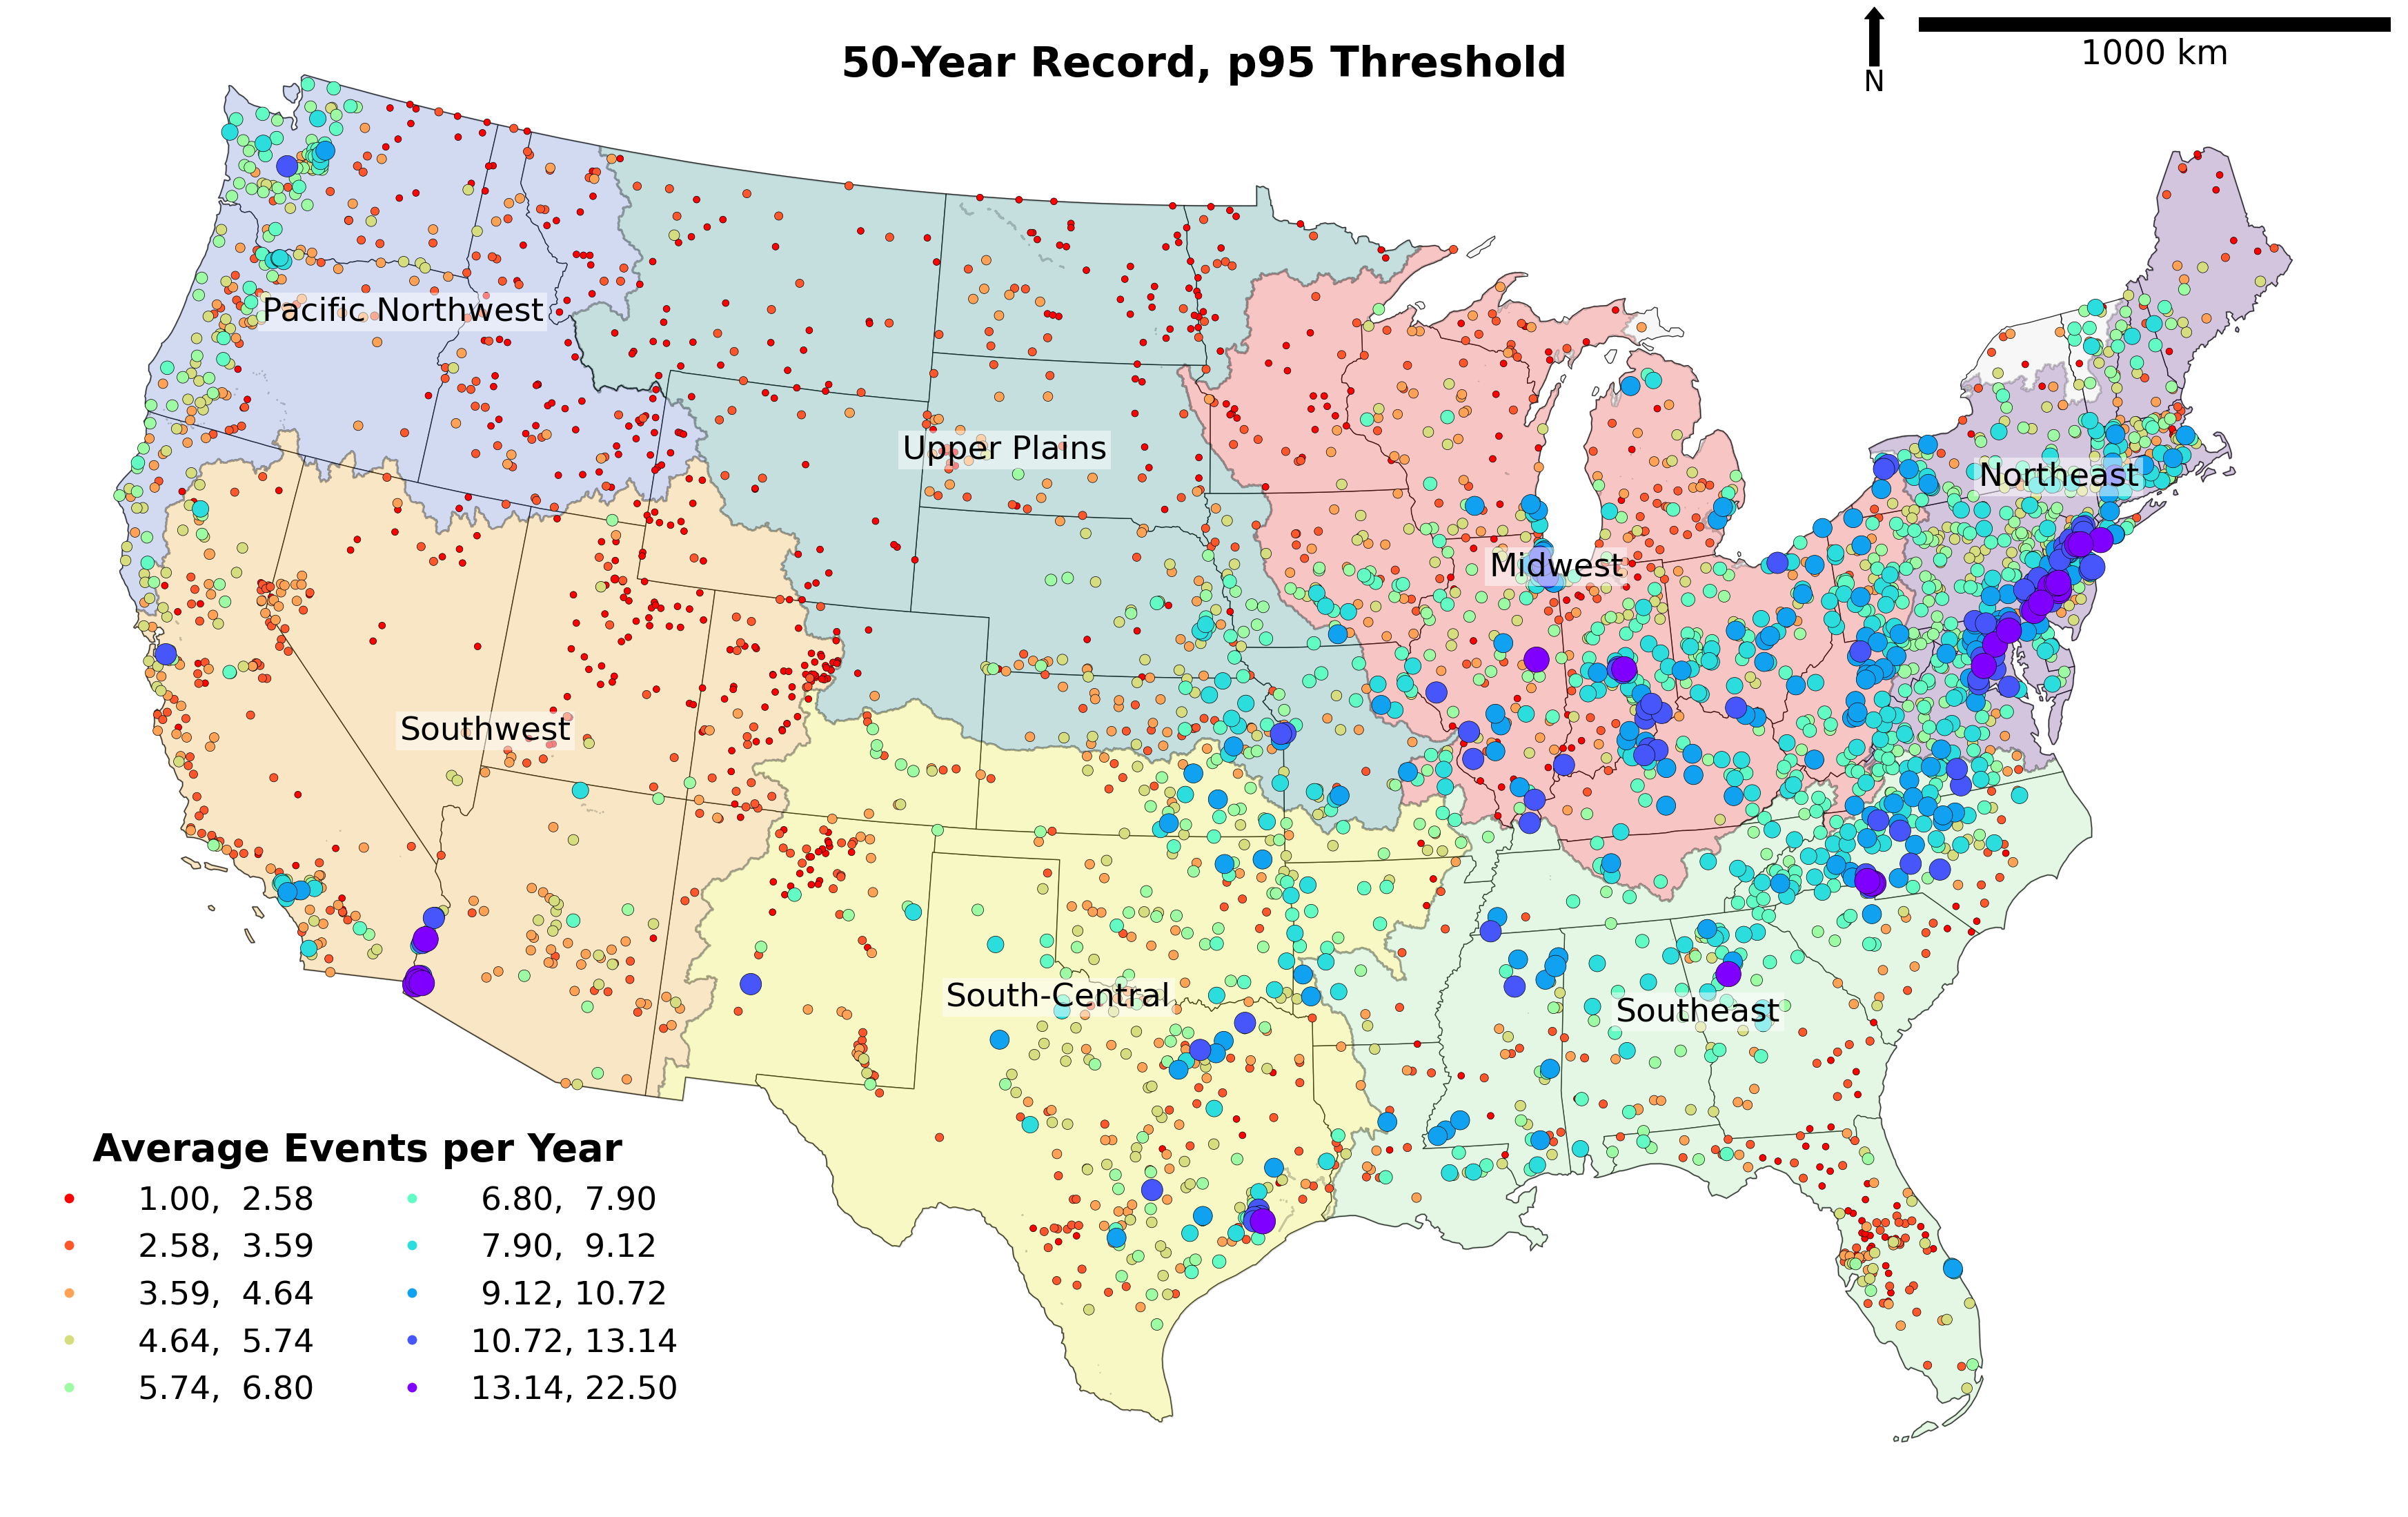 50-Year Record, p95 Threshold
N
1000 km
Pacific Northwest
Upper Plains
Northeast
Midwest
Southwest
South-Central
Southeast
Average Events per Year
1.00, 2.58
2.58, 3.59
3.59, 4.64
4.64, 5.74
5.74, 6.80
6.80, 7.90
7.90, 9.12
9.12, 10.72
10.72, 13.14
13.14, 22.50